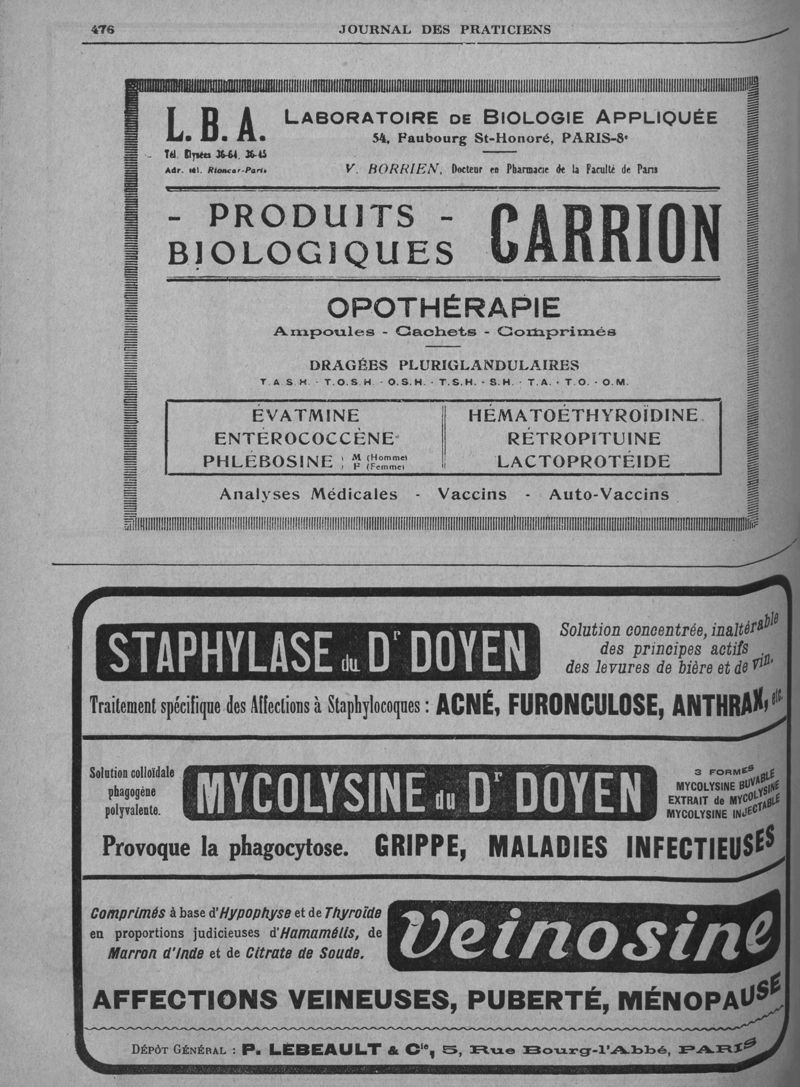 476
JOURNAL DES PRATICIENS
L.B.A.
LABORATOIRE DE BIOLOGIE APPLIQUÉE
54, Faubourg St-Honoré, PARIS-8e
Tél. Elysées 36-64, 36-45
Adr. tél. Rioncar-Paris
V. BORRIEN, Docteur en Pharmacie de la Faculté de Paris
- PRODUITS -
BIOLOGIQUES
CARRION
OPOTHÉRAPIE
Ampoules - Cachets - Comprimés
DRAGÉES PLURIGLANDULAIRES
T.A.S.H. - T.O.S.H. - O.S.H. - T.S.H. - S.H. - T.A. - T.O. - O.M.
ÉVATMINE
ENTÉROCOCCÈNE
PHLÉBOSINE M (Homme)
F (Femme)
HÉMATOÉTHYROÏDINE
RÉTROPITUINE
LACTOPROTÉIDE
Analyses Médicales - Vaccins - Auto-Vaccins
STAPHYLASE du Dr DOYEN
Solution concentrée, inaltérable
des principes actifs
des levures de bière et de vin.
Traitement spécifique des Affections à Staphylocoques : ACNÉ, FURONCULOSE, ANTHRAX, etc.
Solution colloïdale
phagogène
polyvalente.
MYCOLYSINE du Dr DOYEN
3 FORMES
MYCOLYSINE BUVABLE
EXTRAIT de MYCOLYSINE
MYCOLYSINE INJECTABLE
Provoque la phagocytose. GRIPPE, MALADIES INFECTIEUSES
Comprimés à base d'Hypophyse et de Thyroïde
en proportions judicieuses d'Hamamélis, de
Marron d'Inde et de Citrate de Soude.
Veinosine
AFFECTIONS VEINEUSES, PUBERTÉ, MÉNOPAUSE
DÉPÔT GÉNÉRAL : P. LEBEAULT & Cie, 5, Rue Bourg-l'Abbé, PARIS